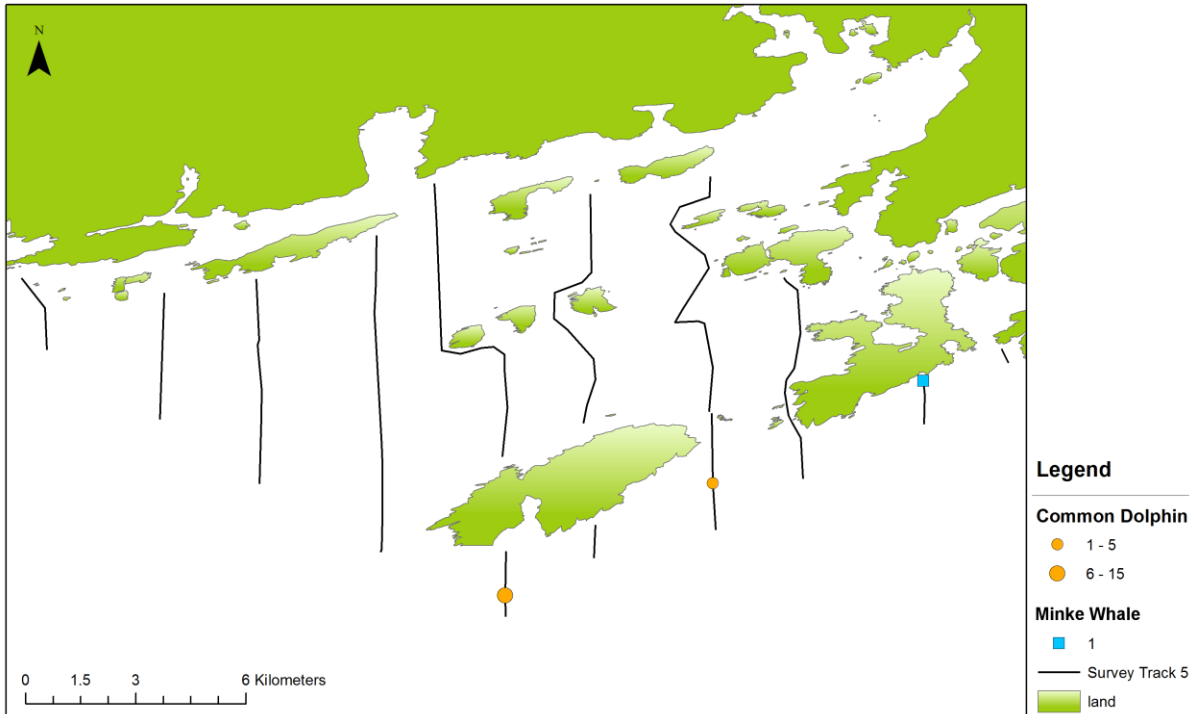 N
0 1.5 3 6 Kilometers
Legend
Common Dolphin
1 - 5
6 - 15
Minke Whale
1
Survey Track 5
land